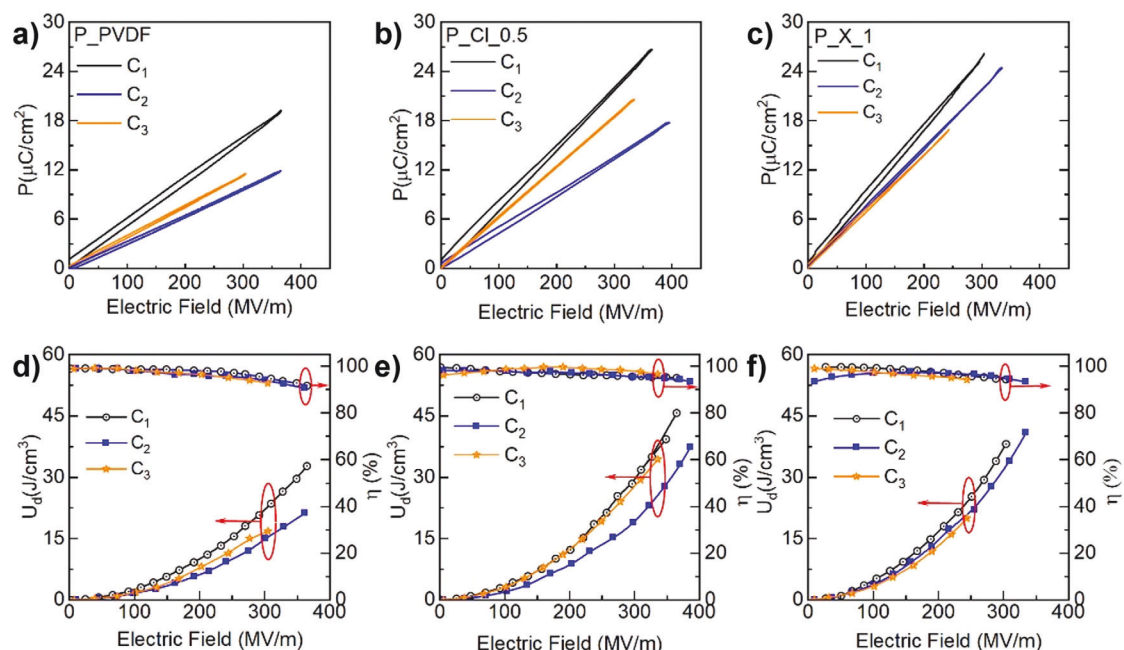 a)
P_PVDF
C1
C2
C3
P(μC/cm²)
30
24
18
12
6
0
0 100 200 300 400
Electric Field (MV/m)
b)
P_Cl_0.5
C1
C2
C3
P(μC/cm²)
30
24
18
12
6
0
0 100 200 300 400
Electric Field (MV/m)
c)
P_X_1
C1
C2
C3
P(μC/cm²)
30
24
18
12
6
0
0 100 200 300 400
Electric Field (MV/m)
d)
C1
C2
C3
Ud(J/cm³)
60
45
30
15
0
100
80
60
40
20
0
η (%)
0 100 200 300 400
Electric Field (MV/m)
e)
C1
C2
C3
Ud(J/cm³)
60
45
30
15
0
100
80
60
40
20
0
η (%)
0 100 200 300 400
Electric Field (MV/m)
f)
C1
C2
C3
Ud(J/cm³)
60
45
30
15
0
100
80
60
40
20
0
η (%)
0 100 200 300 400
Electric Field (MV/m)